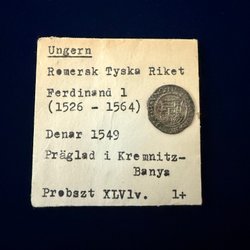 Ungern
Romersk Tyska Riket
Ferdinand 1
(1526 - 1564)
Denar 1549
Präglad i Kremnitz-
Banya
Probszt XLVlv. 1+